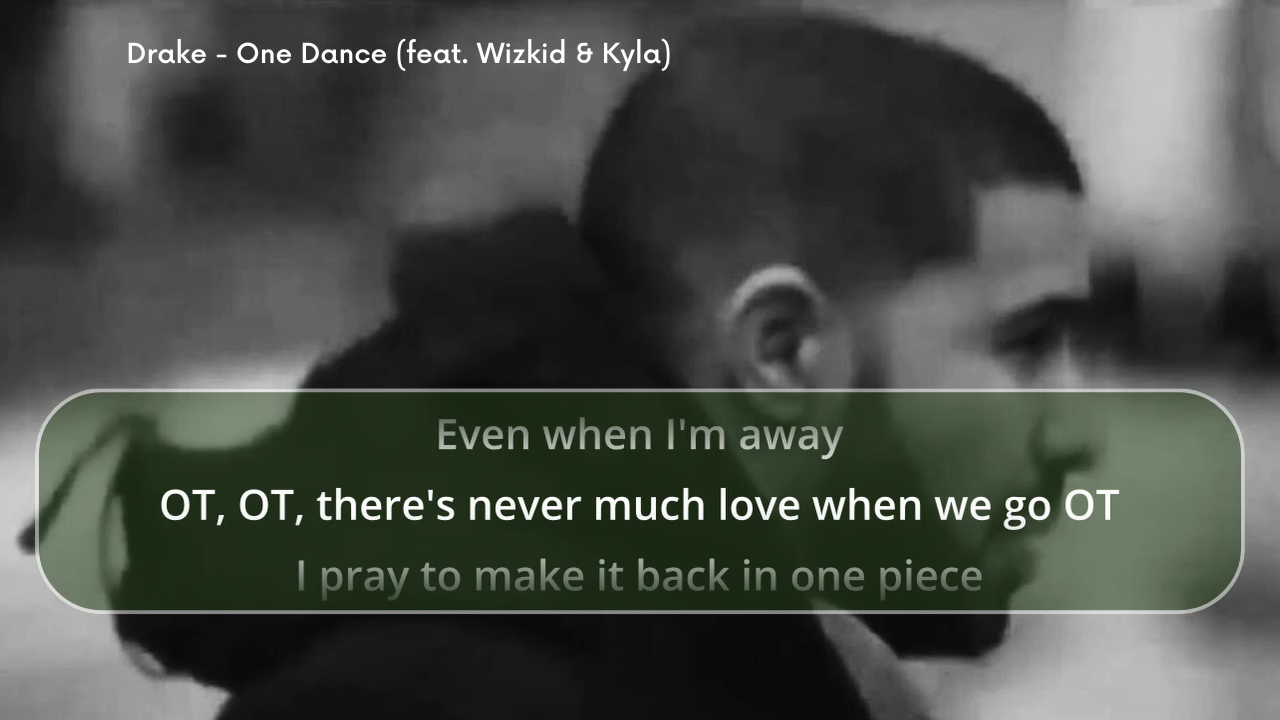 Drake - One Dance (feat. Wizkid & Kyla)
Even when I'm away
OT, OT, there's never much love when we go OT
I pray to make it back in one piece